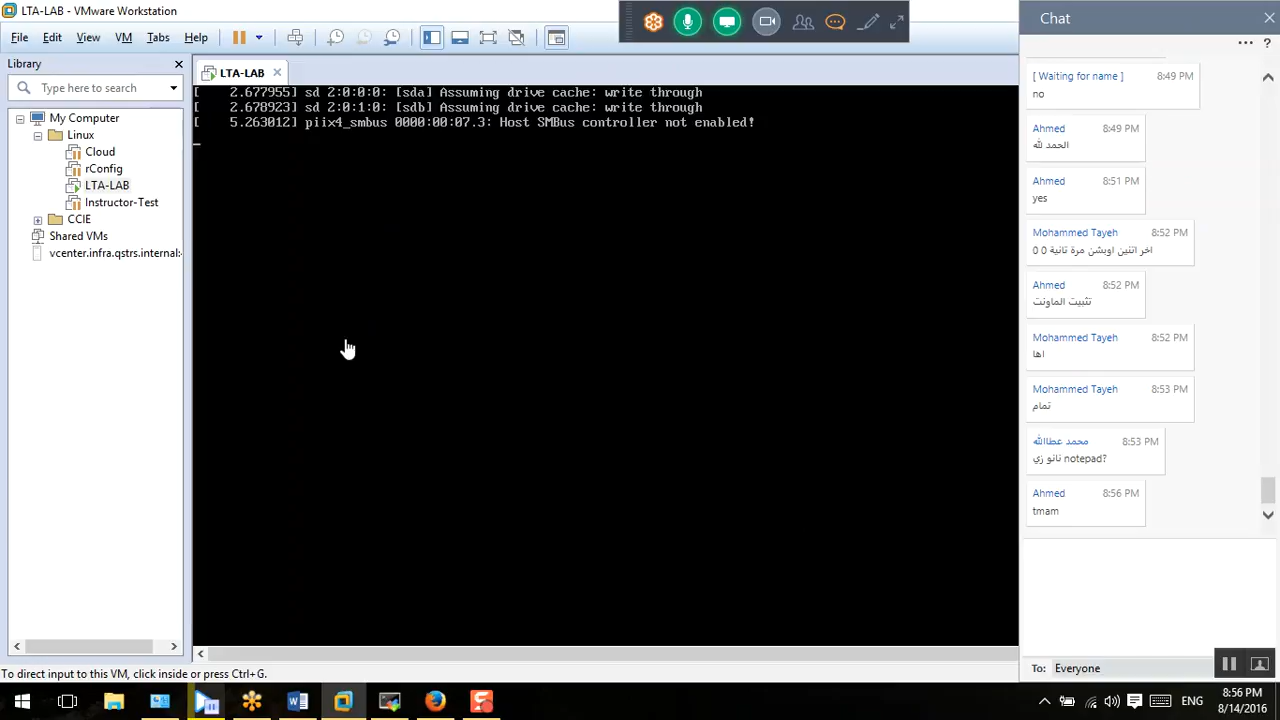 LTA-LAB - VMware Workstation
File Edit View VM Tabs Help
Library
Type here to search
My Computer
Linux
Cloud
rConfig
LTA-LAB
Instructor-Test
CCIE
Shared VMs
vcenter.infra.qstrs.internal:
LTA-LAB
[ 2.677955] sd 2:0:0:0: [sda] Assuming drive cache: write through
[ 2.678923] sd 2:0:1:0: [sdb] Assuming drive cache: write through
[ 5.263012] piix4_smbus 0000:00:07.3: Host SMBus controller not enabled!
Chat
[ Waiting for name ] 8:49 PM
no
Ahmed 8:49 PM
الحمد لله
Ahmed 8:51 PM
yes
Mohammed Tayeh 8:52 PM
اخر اتنين اوبشن مرة تانية 0 0
Ahmed 8:52 PM
تثبيت الماونت
Mohammed Tayeh 8:52 PM
اها
Mohammed Tayeh 8:53 PM
تمام
محمد عطاالله 8:53 PM
نانو زي notepad?
Ahmed 8:56 PM
tmam
To: Everyone
To direct input to this VM, click inside or press Ctrl+G.
ENG
8:56 PM
8/14/2016